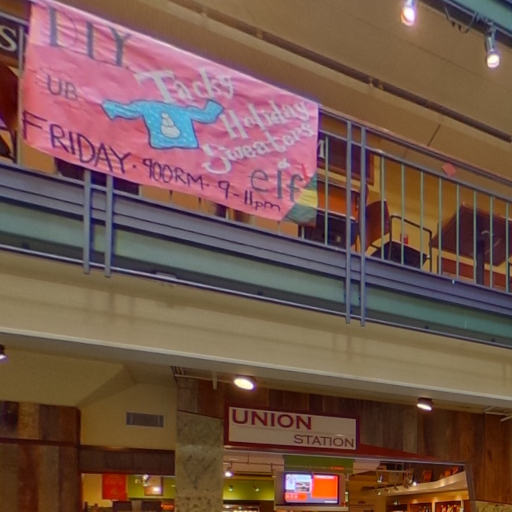 DIY
UB
Tacky
Holiday
Sweaters
&
elf
FRIDAY. 900RM. 9-11pm
UNION
STATION